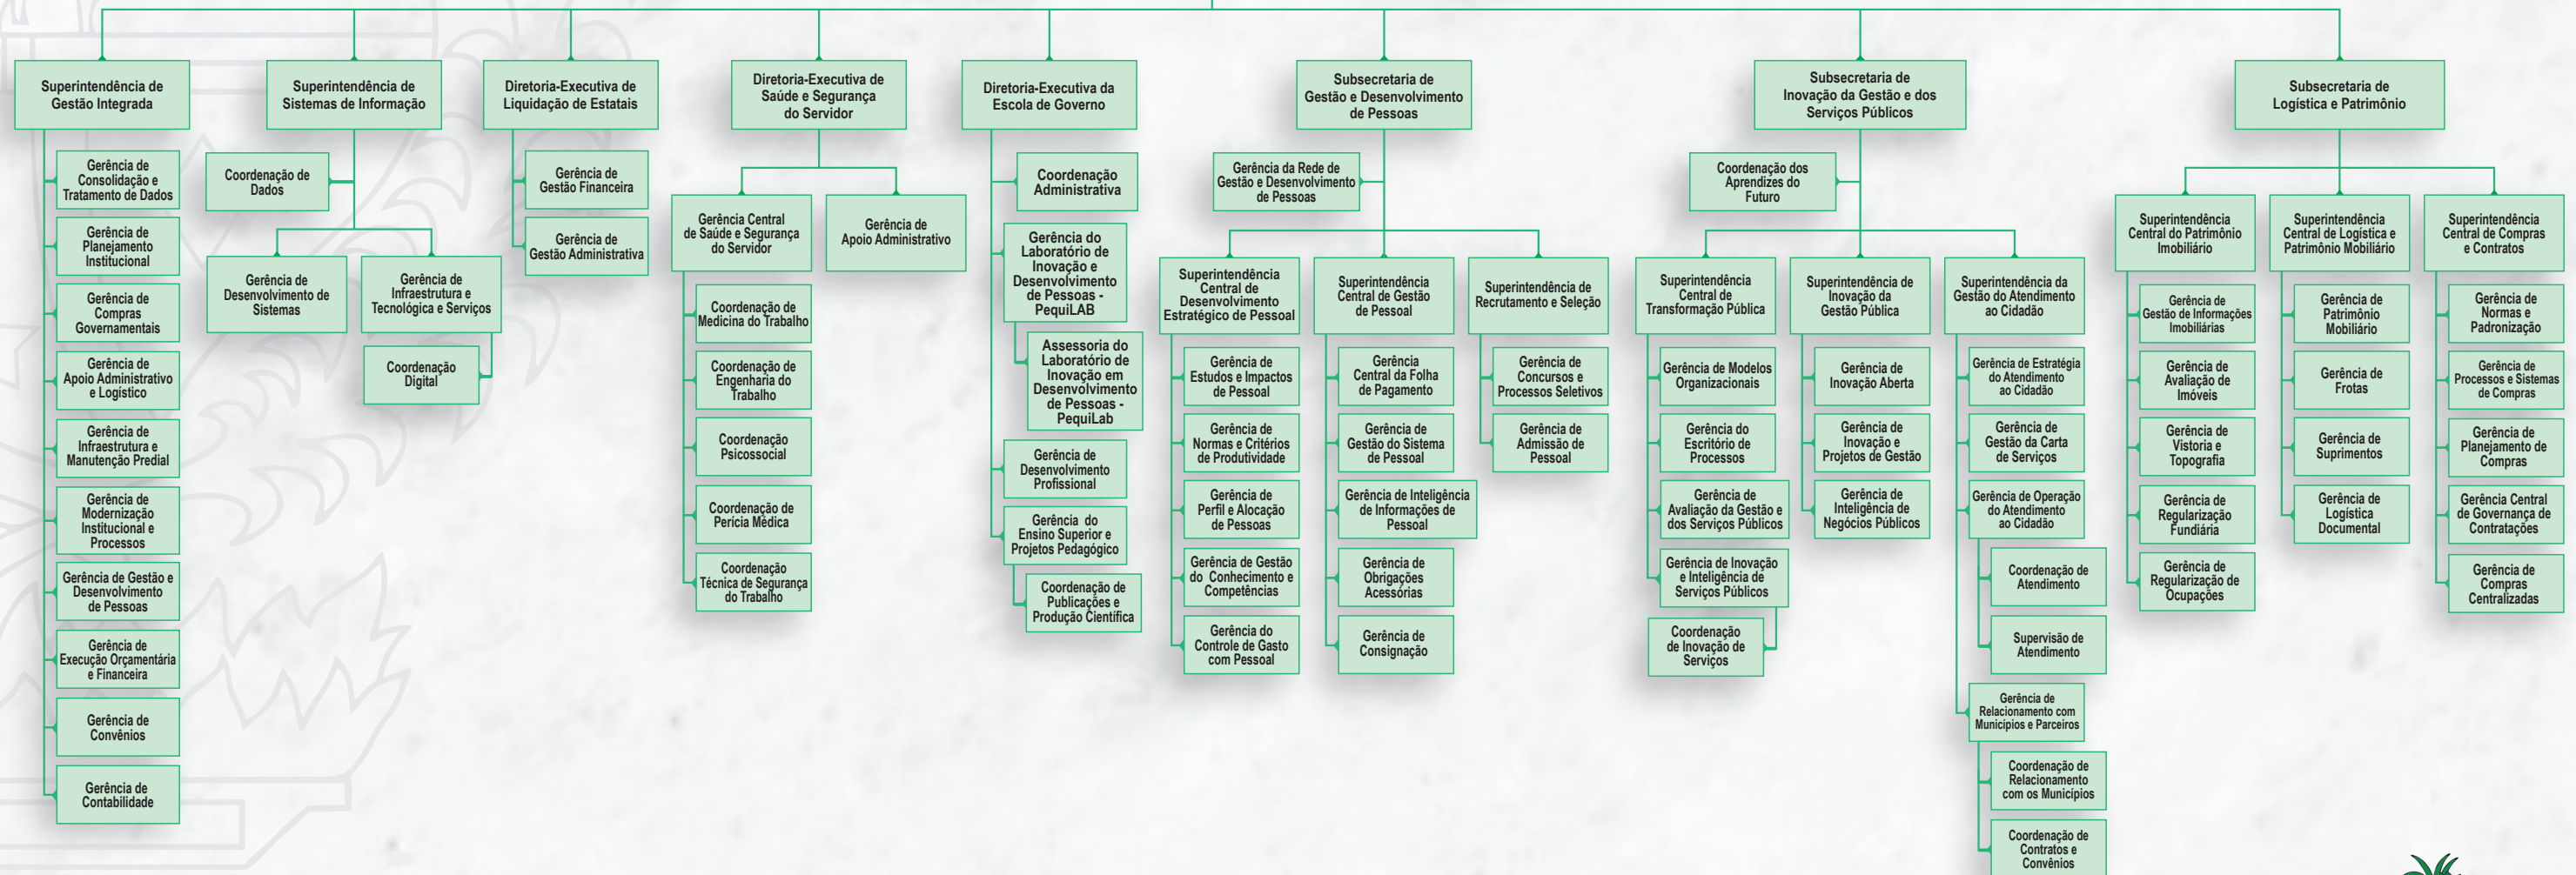 Superintendência de
Gestão Integrada
Gerência de
Consolidação e
Tratamento de Dados
Gerência de
Planejamento
Institucional
Gerência de
Compras
Governamentais
Gerência de
Apoio Administrativo
e Logístico
Gerência de
Infraestrutura e
Manutenção Predial
Gerência de
Modernização
Institucional e
Processos
Gerência de Gestão e
Desenvolvimento
de Pessoas
Gerência de
Execução Orçamentária
e Financeira
Gerência de
Convênios
Gerência de
Contabilidade
Superintendência de
Sistemas de Informação
Coordenação de
Dados
Gerência de
Desenvolvimento de
Sistemas
Gerência de
Infraestrutura e
Tecnológica e Serviços
Coordenação
Digital
Diretoria-Executiva de
Liquidação de Estatais
Gerência de
Gestão Financeira
Gerência de
Gestão Administrativa
Diretoria-Executiva de
Saúde e Segurança
do Servidor
Gerência Central
de Saúde e Segurança
do Servidor
Coordenação de
Medicina do Trabalho
Coordenação de
Engenharia do
Trabalho
Coordenação
Psicossocial
Coordenação de
Perícia Médica
Coordenação
Técnica de Segurança
do Trabalho
Gerência de
Apoio Administrativo
Diretoria-Executiva da
Escola de Governo
Coordenação
Administrativa
Gerência do
Laboratório de
Inovação e
Desenvolvimento
de Pessoas -
PequiLAB
Assessoria do
Laboratório de
Inovação em
Desenvolvimento
de Pessoas -
PequiLab
Gerência de
Desenvolvimento
Profissional
Gerência do
Ensino Superior e
Projetos Pedagógico
Coordenação de
Publicações e
Produção Científica
Subsecretaria de
Gestão e Desenvolvimento
de Pessoas
Gerência da Rede de
Gestão e Desenvolvimento
de Pessoas
Superintendência
Central de
Desenvolvimento
Estratégico de Pessoal
Gerência de
Estudos e Impactos
de Pessoal
Gerência de
Normas e Critérios
de Produtividade
Gerência de
Perfil e Alocação
de Pessoas
Gerência de Gestão
do Conhecimento e
Competências
Gerência do
Controle de Gasto
com Pessoal
Superintendência
Central de Gestão
de Pessoal
Gerência
Central da Folha
de Pagamento
Gerência de
Gestão do Sistema
de Pessoal
Gerência de Inteligência
de Informações de
Pessoal
Gerência de
Obrigações
Acessórias
Gerência de
Consignação
Superintendência de
Recrutamento e Seleção
Gerência de
Concursos e
Processos Seletivos
Gerência de
Admissão de
Pessoal
Subsecretaria de
Inovação da Gestão e dos
Serviços Públicos
Coordenação dos
Aprendizes do
Futuro
Superintendência
Central de
Transformação Pública
Gerência de Modelos
Organizacionais
Gerência do
Escritório de
Processos
Gerência de
Avaliação da Gestão e
dos Serviços Públicos
Gerência de Inovação
e Inteligência de
Serviços Públicos
Coordenação
de Inovação de
Serviços
Superintendência de
Inovação da
Gestão Pública
Gerência de
Inovação Aberta
Gerência de
Inovação e
Projetos de Gestão
Gerência de
Inteligência de
Negócios Públicos
Superintendência da
Gestão do Atendimento
ao Cidadão
Gerência de Estratégia
do Atendimento
ao Cidadão
Gerência de
Gestão da Carta
de Serviços
Gerência de Operação
do Atendimento
ao Cidadão
Coordenação de
Atendimento
Supervisão de
Atendimento
Gerência de
Relacionamento com
Municípios e Parceiros
Coordenação de
Relacionamento
com os Municípios
Coordenação de
Contratos e
Convênios
Subsecretaria de
Logística e Patrimônio
Superintendência
Central do Patrimônio
Imobiliário
Gerência de
Gestão de Informações
Imobiliárias
Gerência de
Avaliação de
Imóveis
Gerência de
Vistoria e
Topografia
Gerência de
Regularização
Fundiária
Gerência de
Regularização de
Ocupações
Superintendência
Central de Logística e
Patrimônio Mobiliário
Gerência de
Patrimônio
Mobiliário
Gerência de
Frotas
Gerência de
Suprimentos
Gerência de
Logística
Documental
Superintendência
Central de Compras
e Contratos
Gerência de
Normas e
Padronização
Gerência de
Processos e Sistemas
de Compras
Gerência de
Planejamento de
Compras
Gerência Central
de Governança de
Contratações
Gerência de
Compras
Centralizadas